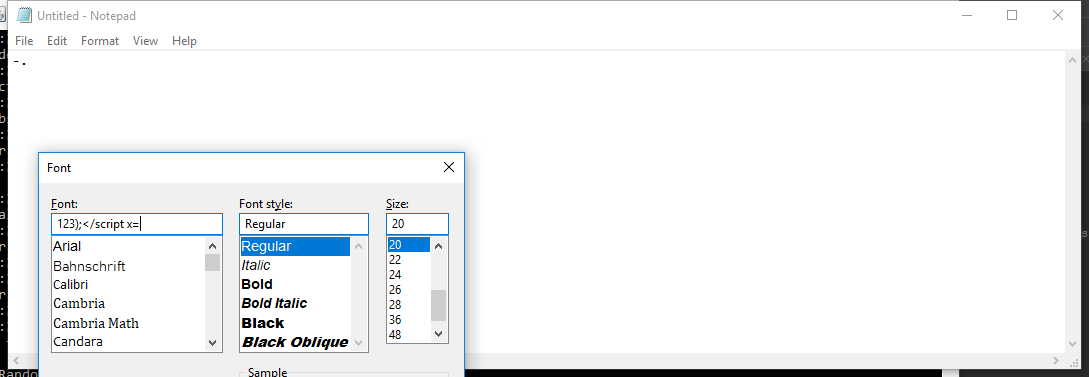 Untitled - Notepad
File Edit Format View Help
-.
Font
Font: Font style: Size:
123);</script x= Regular 20
Arial Regular 20
Bahnschrift Italic 22
Calibri Bold 24
Cambria Bold Italic 26
Cambria Math Black 28
Candara Black Oblique 36
48
Sample
Rando